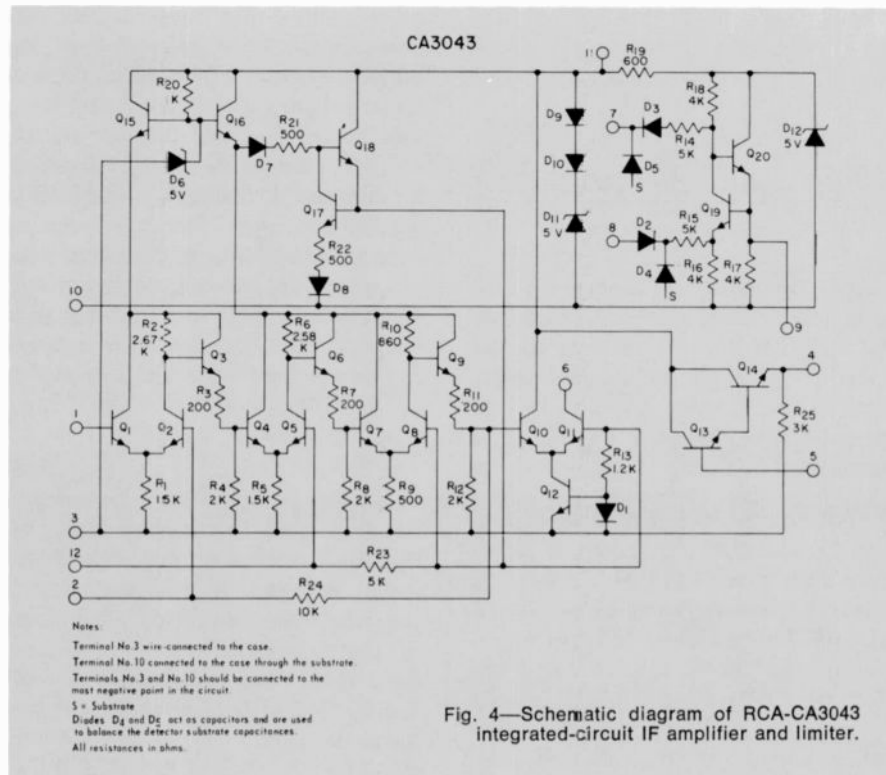 CA3043
11
R19
600
R20
1K
Q15
Q16
R21
500
Q18
D7
D6
5V
Q17
R22
500
D8
D9
D10
D11
5V
R18
4K
7
D3
R14
5K
D5
S
Q20
D12
5V
Q19
8
D2
R15
5K
D4
S
R16
4K
R17
4K
9
10
R2
2.67
K
Q3
R3
200
R6
2.58
K
Q6
R7
200
R10
860
Q9
R11
200
6
Q14
4
R25
3K
Q13
5
1
Q1
Q2
Q4
Q5
Q7
Q8
Q10
Q11
R13
1.2K
R1
1.5K
R4
2K
R5
1.5K
R8
2K
R9
500
R12
2K
Q12
D1
3
12
R23
5K
2
R24
10K
Notes:
Terminal No.3 wire-connected to the case.
Terminal No.10 connected to the case through the substrate.
Terminals No.3 and No.10 should be connected to the
most negative point in the circuit.
S = Substrate
Diodes D4 and D5 act as capacitors and are used
to balance the detector substrate capacitances.
All resistances in ohms.
Fig. 4—Schematic diagram of RCA-CA3043
integrated-circuit IF amplifier and limiter.